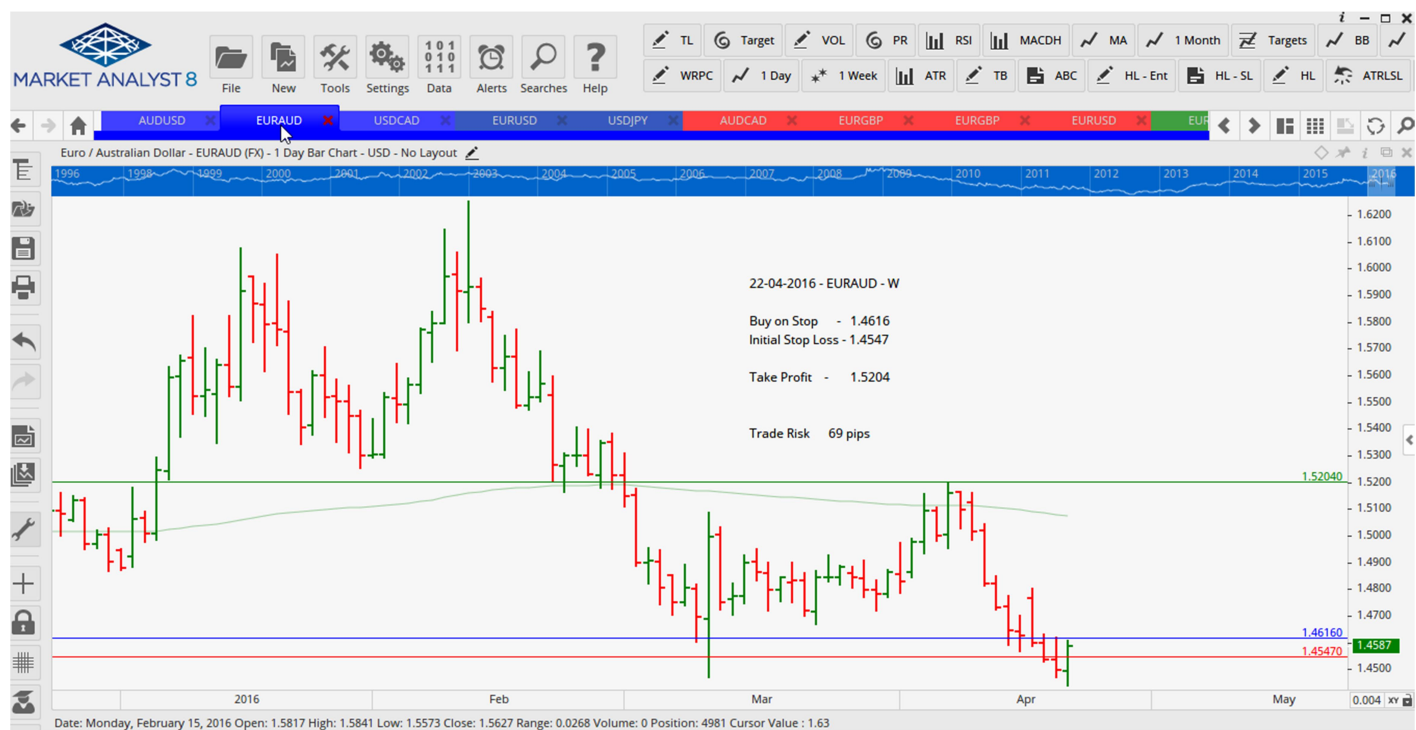 i
MARKET ANALYST 8
File New Tools Settings Data Alerts Searches Help
101
010
111
TL Target VOL PR RSI MACDH MA 1 Month Targets BB
WRPC 1 Day 1 Week ATR TB ABC HL - Ent HL - SL HL ATRLSL
AUDUSD EURAUD USDCAD EURUSD USDJPY AUDCAD EURGBP EURGBP EURUSD EUR
Euro / Australian Dollar - EURAUD (FX) - 1 Day Bar Chart - USD - No Layout
1996 1998 1999 2000 2001 2002 2003 2004 2005 2006 2007 2008 2009 2010 2011 2012 2013 2014 2015 2016
1.6200
1.6100
1.6000
22-04-2016 - EURAUD - W
1.5900
Buy on Stop - 1.4616
1.5800
Initial Stop Loss - 1.4547
1.5700
Take Profit - 1.5204
1.5600
1.5500
Trade Risk 69 pips
1.5400
1.5300
1.52040
1.5200
1.5100
1.5000
1.4900
1.4800
1.4700
1.46160
1.4587
1.45470
1.4500
2016 Feb Mar Apr May 0.004 XY
Date: Monday, February 15, 2016 Open: 1.5817 High: 1.5841 Low: 1.5573 Close: 1.5627 Range: 0.0268 Volume: 0 Position: 4981 Cursor Value : 1.63